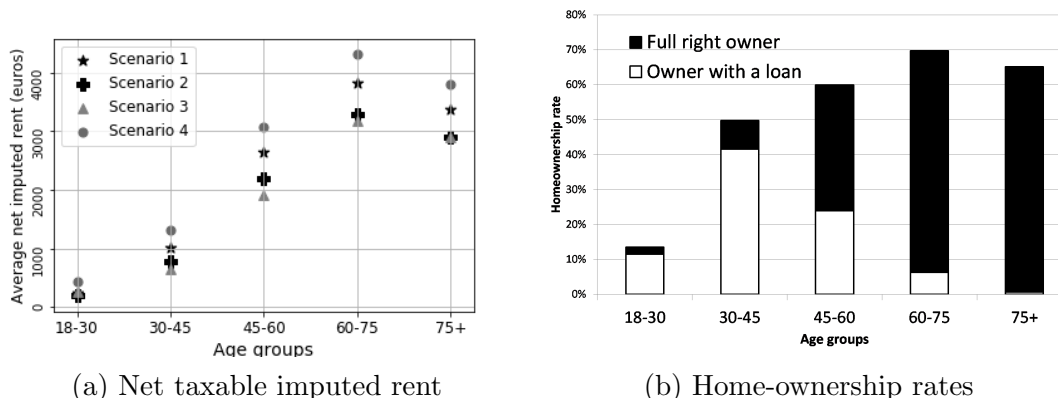 Average net imputed rent (euros)
4000
3000
2000
1000
0
Scenario 1
Scenario 2
Scenario 3
Scenario 4
18-30 30-45 45-60 60-75 75+
Age groups
(a) Net taxable imputed rent
Homeownership rate
80%
70%
60%
50%
40%
30%
20%
10%
0%
Full right owner
Owner with a loan
18-30 30-45 45-60 60-75 75+
Age groups
(b) Home-ownership rates